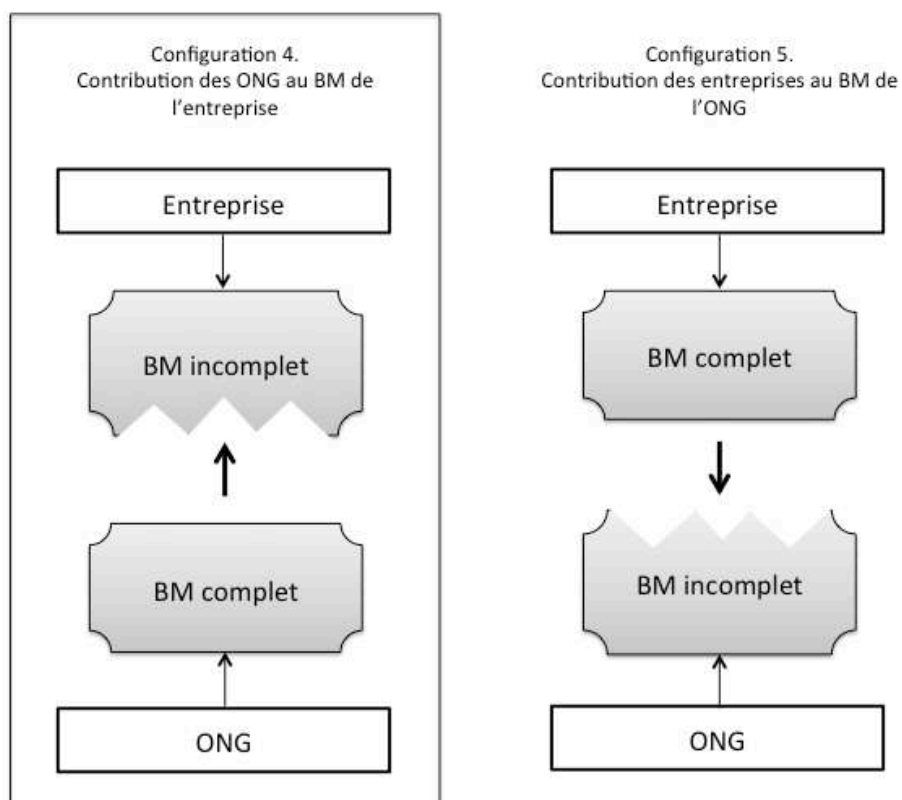 Configuration 4.
Contribution des ONG au BM de
l'entreprise
Entreprise
BM incomplet
BM complet
ONG
Configuration 5.
Contribution des entreprises au BM de
l'ONG
Entreprise
BM complet
BM incomplet
ONG